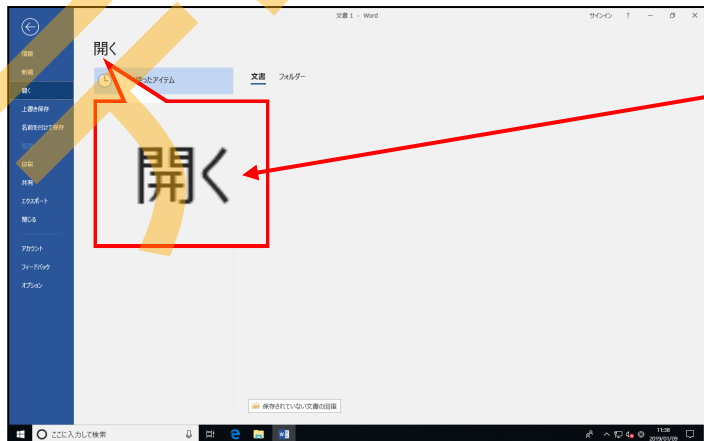 文書 1 - Word
サインイン ? － ×
情報
新規
開く
上書き保存
名前を付けて保存
印刷
共有
エクスポート
閉じる
アカウント
フィードバック
オプション
開く
使ったアイテム
文書 フォルダー
開く
保存されていない文書の回復
ここに入力して検索
11:38
2019/01/09